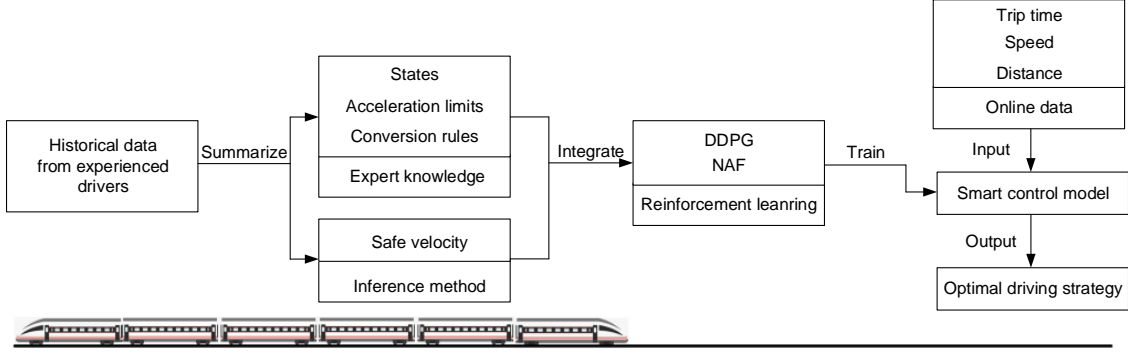 Historical data
from experienced
drivers
Summarize
States
Acceleration limits
Conversion rules
Expert knowledge
Safe velocity
Inference method
Integrate
DDPG
NAF
Reinforcement leanring
Train
Trip time
Speed
Distance
Online data
Input
Smart control model
Output
Optimal driving strategy